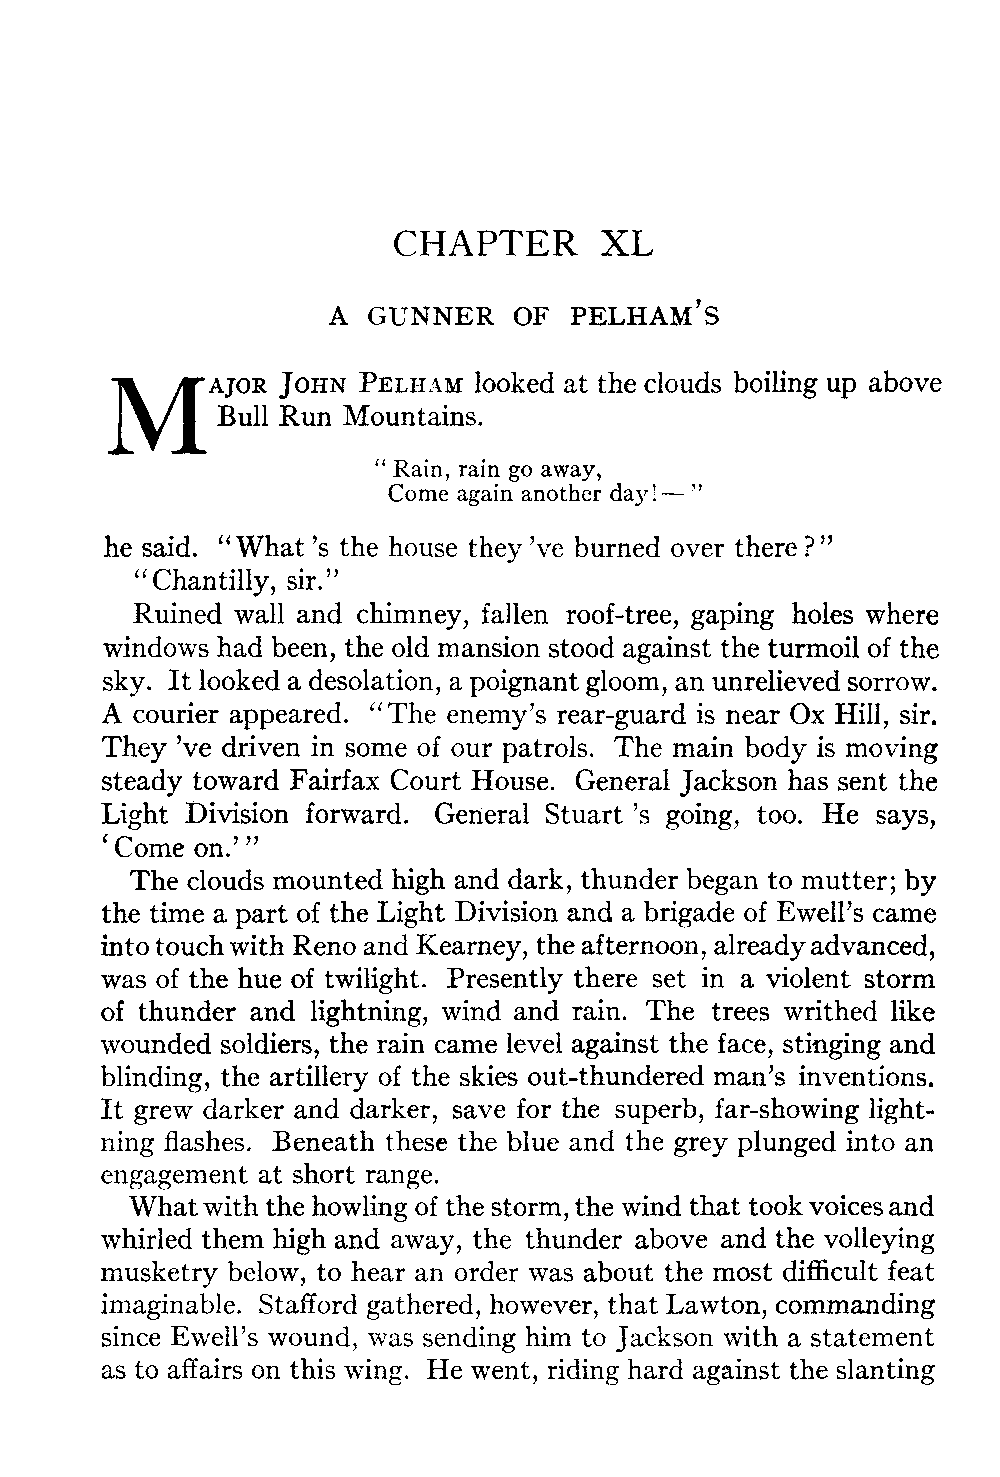 CHAPTER XL
A GUNNER OF PELHAM'S
MAJOR JOHN PELHAM looked at the clouds boiling up above
Bull Run Mountains.
"Rain, rain go away,
Come again another day!—"
he said. "What 's the house they 've burned over there?"
"Chantilly, sir."
Ruined wall and chimney, fallen roof-tree, gaping holes where
windows had been, the old mansion stood against the turmoil of the
sky. It looked a desolation, a poignant gloom, an unrelieved sorrow.
A courier appeared. "The enemy's rear-guard is near Ox Hill, sir.
They 've driven in some of our patrols. The main body is moving
steady toward Fairfax Court House. General Jackson has sent the
Light Division forward. General Stuart 's going, too. He says,
'Come on.'"
The clouds mounted high and dark, thunder began to mutter; by
the time a part of the Light Division and a brigade of Ewell's came
into touch with Reno and Kearney, the afternoon, already advanced,
was of the hue of twilight. Presently there set in a violent storm
of thunder and lightning, wind and rain. The trees writhed like
wounded soldiers, the rain came level against the face, stinging and
blinding, the artillery of the skies out-thundered man's inventions.
It grew darker and darker, save for the superb, far-showing light-
ning flashes. Beneath these the blue and the grey plunged into an
engagement at short range.
What with the howling of the storm, the wind that took voices and
whirled them high and away, the thunder above and the volleying
musketry below, to hear an order was about the most difficult feat
imaginable. Stafford gathered, however, that Lawton, commanding
since Ewell's wound, was sending him to Jackson with a statement
as to affairs on this wing. He went, riding hard against the slanting